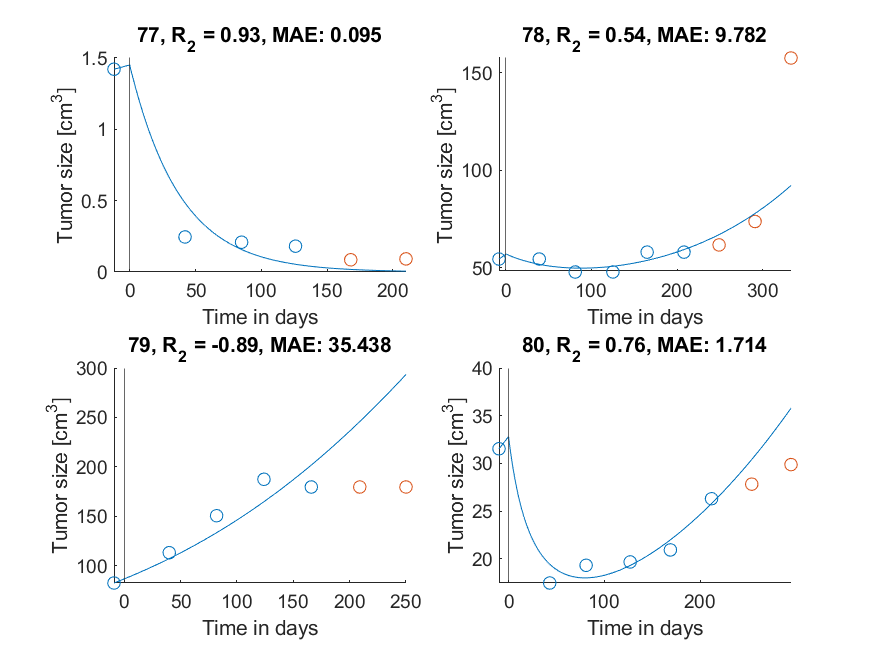 77, R2 = 0.93, MAE: 0.095
Tumor size [cm3]
1.5
1
0.5
0
0 50 100 150 200
Time in days
78, R2 = 0.54, MAE: 9.782
Tumor size [cm3]
150
100
50
0 100 200 300
Time in days
79, R2 = -0.89, MAE: 35.438
Tumor size [cm3]
300
250
200
150
100
0 50 100 150 200 250
Time in days
80, R2 = 0.76, MAE: 1.714
Tumor size [cm3]
40
35
30
25
20
0 100 200
Time in days